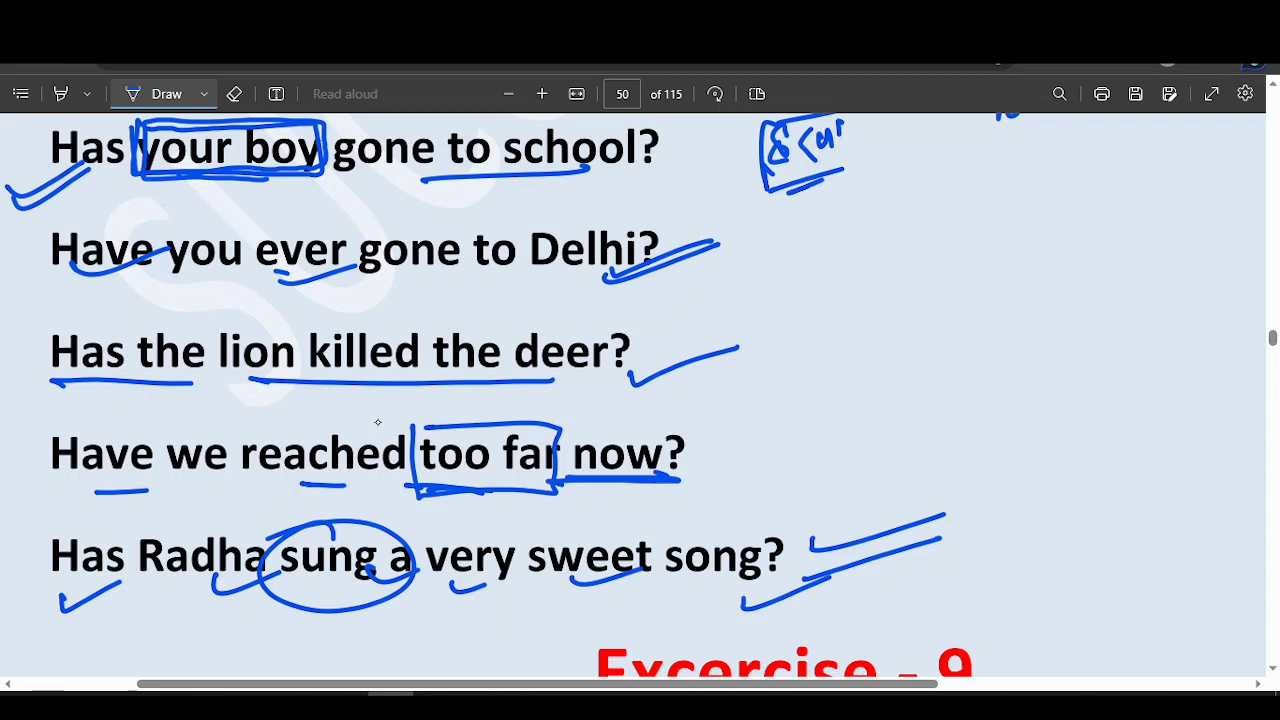 Draw
Read aloud
50 of 115
Has your boy gone to school?
Have you ever gone to Delhi?
Has the lion killed the deer?
Have we reached too far now?
Has Radha sung a very sweet song?
Excercise - 9